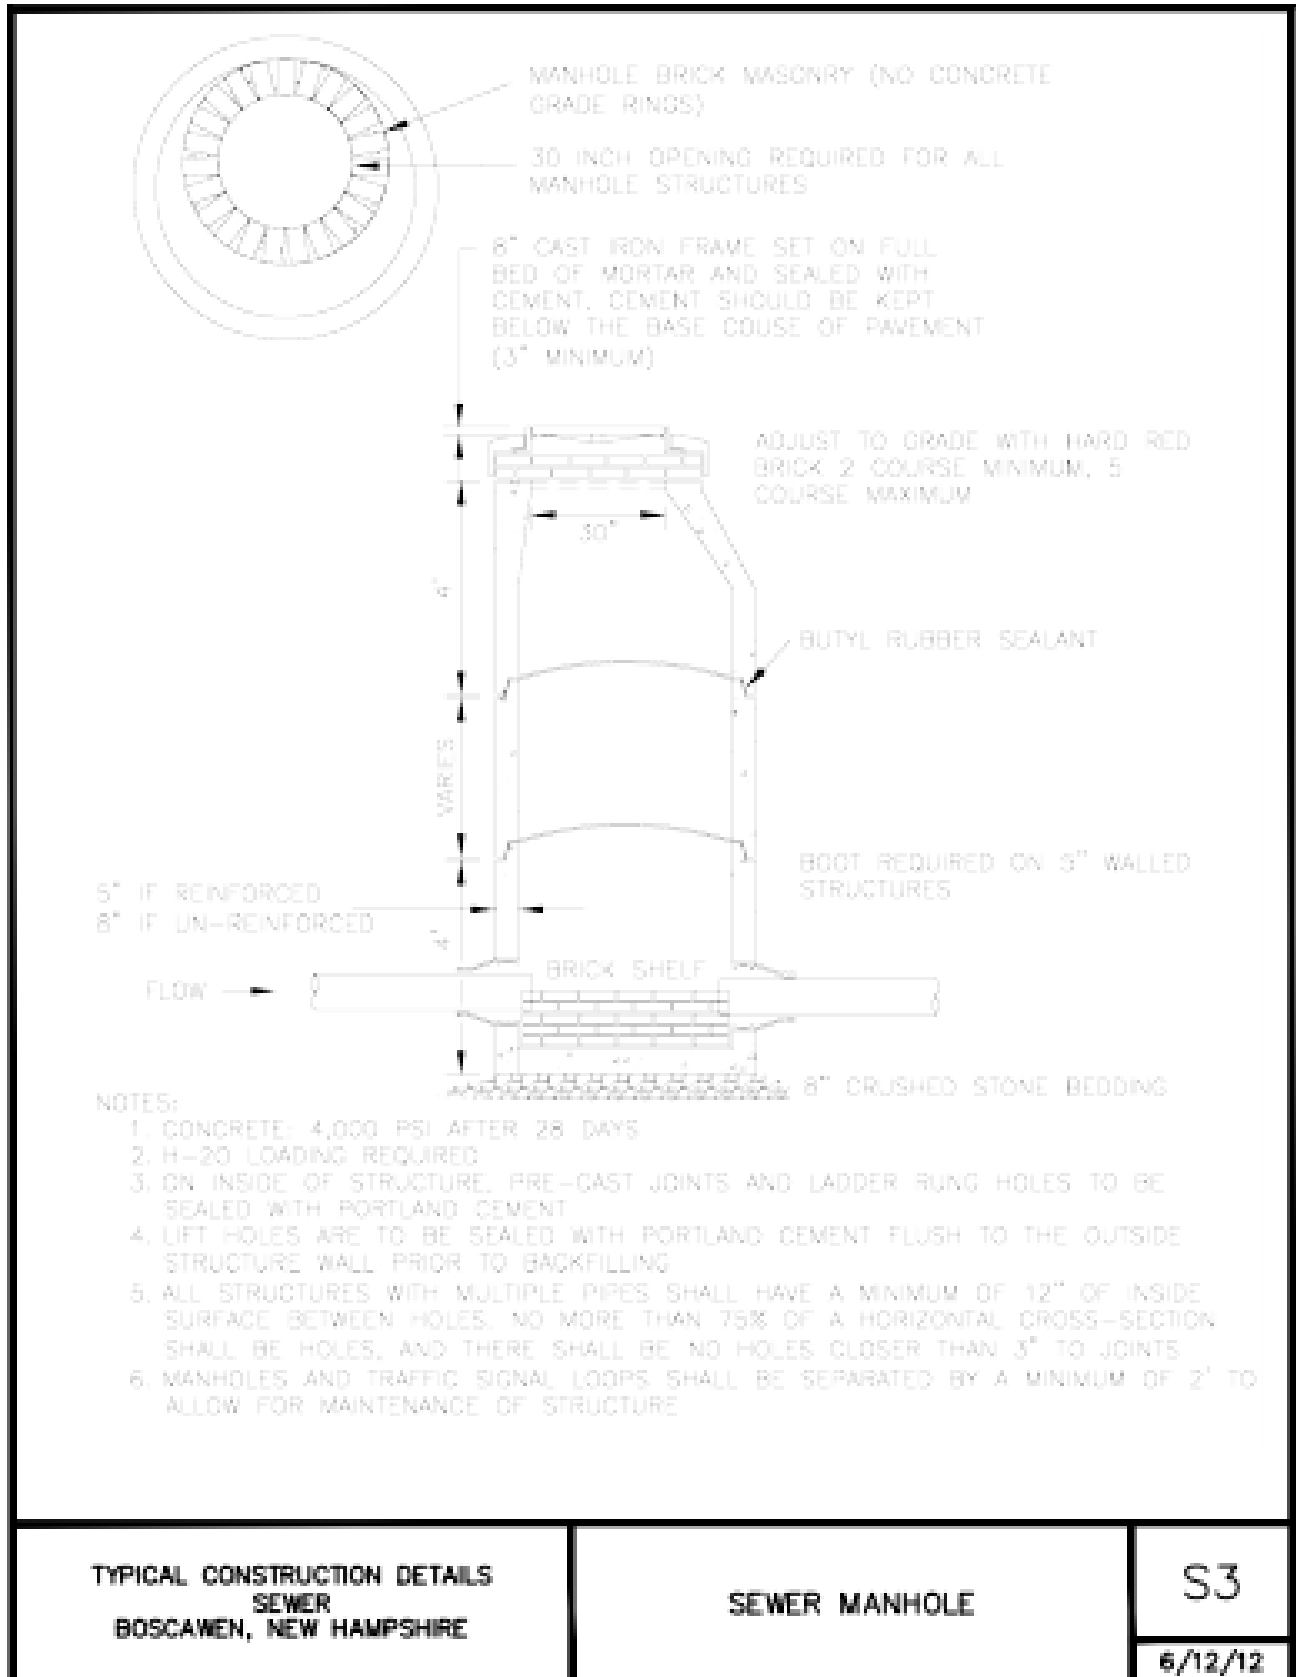 MANHOLE BRICK MASONRY (NO CONCRETE
GRADE RINGS)
30 INCH OPENING REQUIRED FOR ALL
MANHOLE STRUCTURES
8" CAST IRON FRAME SET ON FULL
BED OF MORTAR AND SEALED WITH
CEMENT. CEMENT SHOULD BE KEPT
BELOW THE BASE COUSE OF PAVEMENT
(3" MINIMUM)
ADJUST TO GRADE WITH HARD RED
BRICK 2 COURSE MINIMUM, 5
COURSE MAXIMUM
30"
4'
BUTYL RUBBER SEALANT
VARIES
BOOT REQUIRED ON 5" WALLED
STRUCTURES
5" IF REINFORCED
8" IF UN-REINFORCED
4'
BRICK SHELF
FLOW
6" CRUSHED STONE BEDDING
NOTES:
1. CONCRETE: 4,000 PSI AFTER 28 DAYS
2. H-20 LOADING REQUIRED
3. ON INSIDE OF STRUCTURE, PRE-CAST JOINTS AND LADDER RUNG HOLES TO BE
SEALED WITH PORTLAND CEMENT
4. LIFT HOLES ARE TO BE SEALED WITH PORTLAND CEMENT FLUSH TO THE OUTSIDE
STRUCTURE WALL PRIOR TO BACKFILLING
5. ALL STRUCTURES WITH MULTIPLE PIPES SHALL HAVE A MINIMUM OF 12" OF INSIDE
SURFACE BETWEEN HOLES, NO MORE THAN 75% OF A HORIZONTAL CROSS-SECTION
SHALL BE HOLES, AND THERE SHALL BE NO HOLES CLOSER THAN 3" TO JOINTS
6. MANHOLES AND TRAFFIC SIGNAL LOOPS SHALL BE SEPARATED BY A MINIMUM OF 2' TO
ALLOW FOR MAINTENANCE OF STRUCTURE
TYPICAL CONSTRUCTION DETAILS
SEWER
BOSCAWEN, NEW HAMPSHIRE
SEWER MANHOLE
S3
6/12/12